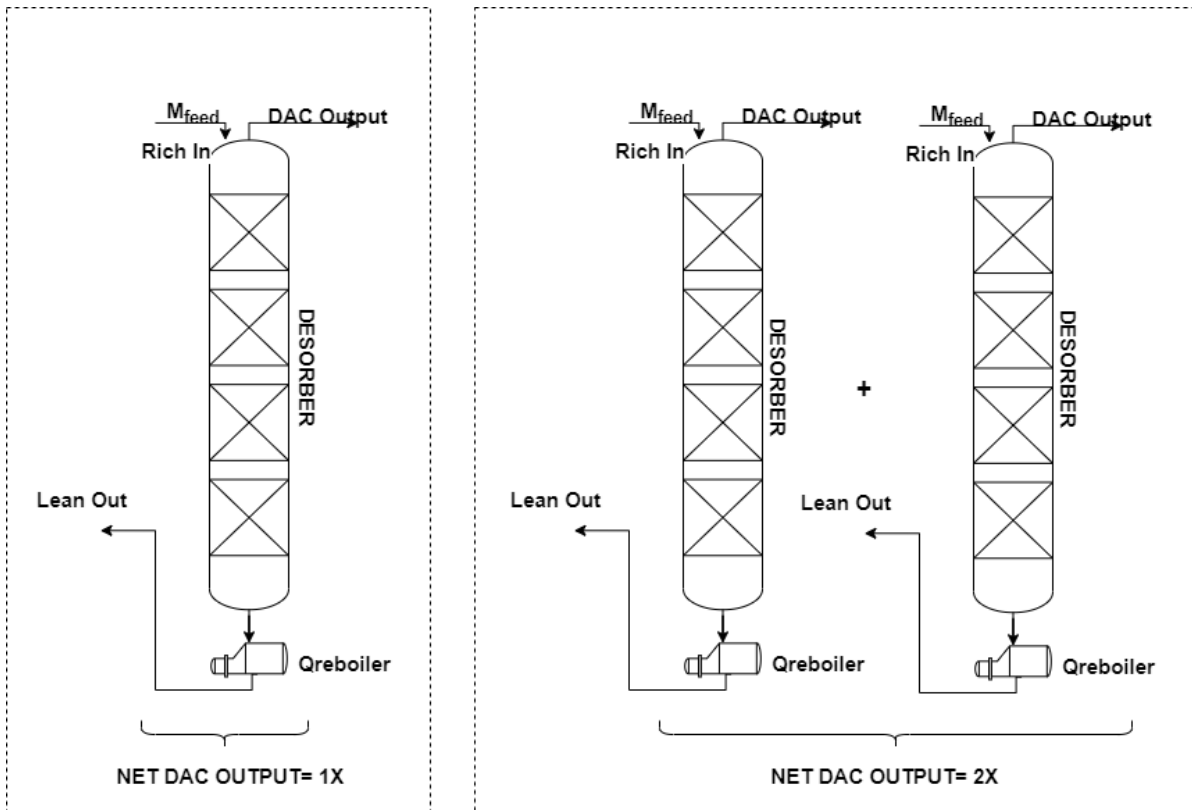 Mfeed
DAC Output
Rich In
DESORBER
Lean Out
Qreboiler
NET DAC OUTPUT= 1X
Mfeed
DAC Output
Rich In
DESORBER
Lean Out
Qreboiler
+
Mfeed
DAC Output
Rich In
DESORBER
Lean Out
Qreboiler
NET DAC OUTPUT= 2X